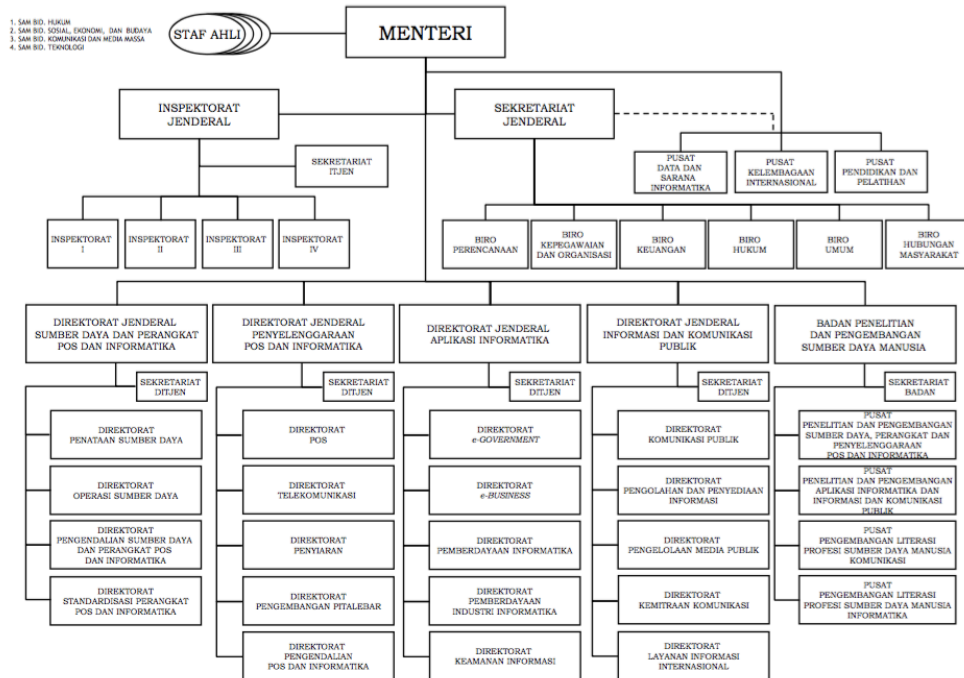 1. SAM BID. HUKUM
2. SAM BID. SOSIAL, EKONOMI, DAN BUDAYA
3. SAM BID. KOMUNIKASI DAN MEDIA MASSA
4. SAM BID. TEKNOLOGI
STAF AHLI
MENTERI
INSPEKTORAT
JENDERAL
SEKRETARIAT
JENDERAL
SEKRETARIAT
ITJEN
PUSAT
DATA DAN
SARANA
INFORMATIKA
PUSAT
KELEMBAGAAN
INTERNASIONAL
PUSAT
PENDIDIKAN DAN
PELATIHAN
INSPEKTORAT
I
INSPEKTORAT
II
INSPEKTORAT
III
INSPEKTORAT
IV
BIRO
PERENCANAAN
BIRO
KEPEGAWAIAN
DAN ORGANISASI
BIRO
KEUANGAN
BIRO
HUKUM
BIRO
UMUM
BIRO
HUBUNGAN
MASYARAKAT
DIREKTORAT JENDERAL
SUMBER DAYA DAN PERANGKAT
POS DAN INFORMATIKA
DIREKTORAT JENDERAL
PENYELENGGARAAN
POS DAN INFORMATIKA
DIREKTORAT JENDERAL
APLIKASI INFORMATIKA
DIREKTORAT JENDERAL
INFORMASI DAN KOMUNIKASI
PUBLIK
BADAN PENELITIAN
DAN PENGEMBANGAN
SUMBER DAYA MANUSIA
SEKRETARIAT
DITJEN
SEKRETARIAT
DITJEN
SEKRETARIAT
DITJEN
SEKRETARIAT
DITJEN
SEKRETARIAT
BADAN
DIREKTORAT
PENATAAN SUMBER DAYA
DIREKTORAT
OPERASI SUMBER DAYA
DIREKTORAT
PENGENDALIAN SUMBER DAYA
DAN PERANGKAT POS
DAN INFORMATIKA
DIREKTORAT
STANDARDISASI PERANGKAT
POS DAN INFORMATIKA
DIREKTORAT
POS
DIREKTORAT
TELEKOMUNIKASI
DIREKTORAT
PENYIARAN
DIREKTORAT
PENGEMBANGAN PITALEBAR
DIREKTORAT
PENGENDALIAN
POS DAN INFORMATIKA
DIREKTORAT
e-GOVERNMENT
DIREKTORAT
e-BUSINESS
DIREKTORAT
PEMBERDAYAAN INFORMATIKA
DIREKTORAT
PEMBERDAYAAN
INDUSTRI INFORMATIKA
DIREKTORAT
KEAMANAN INFORMASI
DIREKTORAT
KOMUNIKASI PUBLIK
DIREKTORAT
PENGOLAHAN DAN PENYEDIAAN
INFORMASI
DIREKTORAT
PENGELOLAAN MEDIA PUBLIK
DIREKTORAT
KEMITRAAN KOMUNIKASI
DIREKTORAT
LAYANAN INFORMASI
INTERNASIONAL
PUSAT
PENELITIAN DAN PENGEMBANGAN
SUMBER DAYA, PERANGKAT DAN
PENYELENGGARAAN
POS DAN INFORMATIKA
PUSAT
PENELITIAN DAN PENGEMBANGAN
APLIKASI INFORMATIKA DAN
INFORMASI DAN KOMUNIKASI
PUBLIK
PUSAT
PENGEMBANGAN LITERASI
PROFESI SUMBER DAYA MANUSIA
KOMUNIKASI
PUSAT
PENGEMBANGAN LITERASI
PROFESI SUMBER DAYA MANUSIA
INFORMATIKA